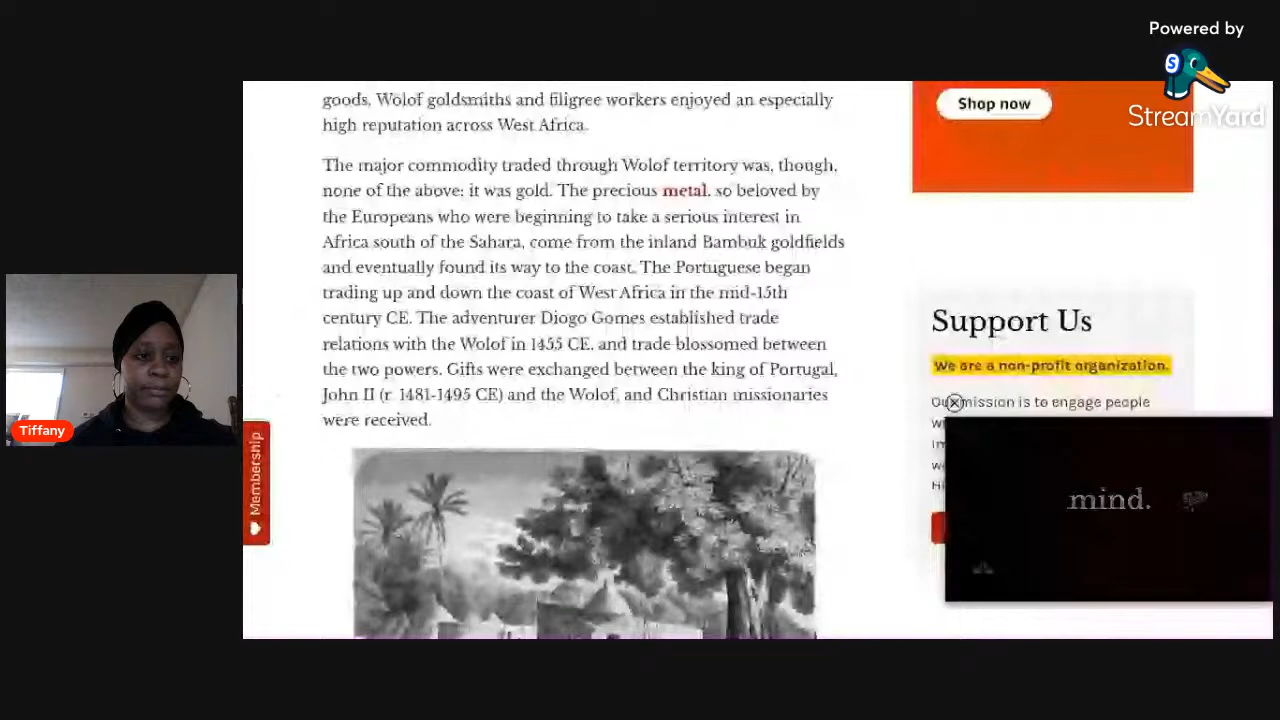 Powered by
StreamYard
goods. Wolof goldsmiths and filigree workers enjoyed an especially
high reputation across West Africa.
The major commodity traded through Wolof territory was, though,
none of the above: it was gold. The precious metal, so beloved by
the Europeans who were beginning to take a serious interest in
Africa south of the Sahara, come from the inland Bambuk goldfields
and eventually found its way to the coast. The Portuguese began
trading up and down the coast of West Africa in the mid-15th
century CE. The adventurer Diogo Gomes established trade
relations with the Wolof in 1455 CE, and trade blossomed between
the two powers. Gifts were exchanged between the king of Portugal,
John II (r. 1481-1495 CE) and the Wolof, and Christian missionaries
were received.
Shop now
Support Us
We are a non-profit organization.
Our mission is to engage people
mind.
Tiffany
Membership